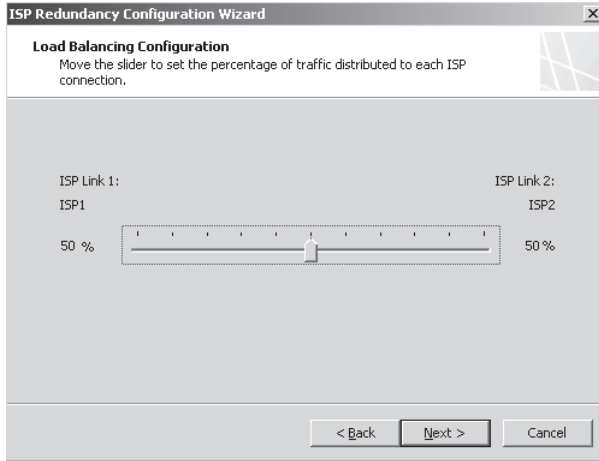 ISP Redundancy Configuration Wizard
Load Balancing Configuration
Move the slider to set the percentage of traffic distributed to each ISP
connection.
ISP Link 1:
ISP Link 2:
ISP1
ISP2
50 %
50 %
< Back
Next >
Cancel